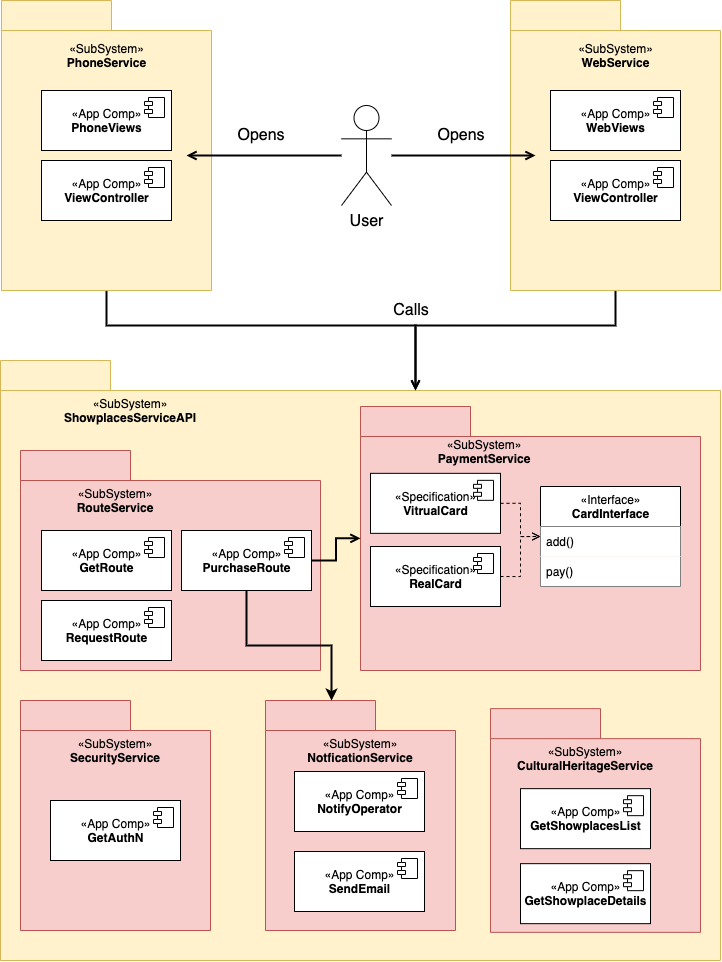 «SubSystem»
PhoneService
«App Comp»
PhoneViews
«App Comp»
ViewController
Opens
Opens
User
«SubSystem»
WebService
«App Comp»
WebViews
«App Comp»
ViewController
Calls
«SubSystem»
ShowplacesServiceAPI
«SubSystem»
RouteService
«App Comp»
GetRoute
«App Comp»
PurchaseRoute
«App Comp»
RequestRoute
«SubSystem»
PaymentService
«Specification»
VitrualCard
«Specification»
RealCard
«Interface»
CardInterface
add()
pay()
«SubSystem»
SecurityService
«App Comp»
GetAuthN
«SubSystem»
NotficationService
«App Comp»
NotifyOperator
«App Comp»
SendEmail
«SubSystem»
CulturalHeritageService
«App Comp»
GetShowplacesList
«App Comp»
GetShowplaceDetails